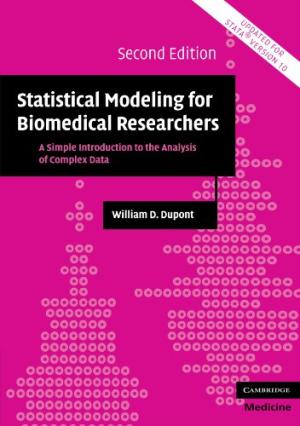 UPDATED FOR
STATA® VERSION 10
Second Edition
Statistical Modeling for
Biomedical Researchers
A Simple Introduction to the Analysis
of Complex Data
William D. Dupont
CAMBRIDGE
Medicine